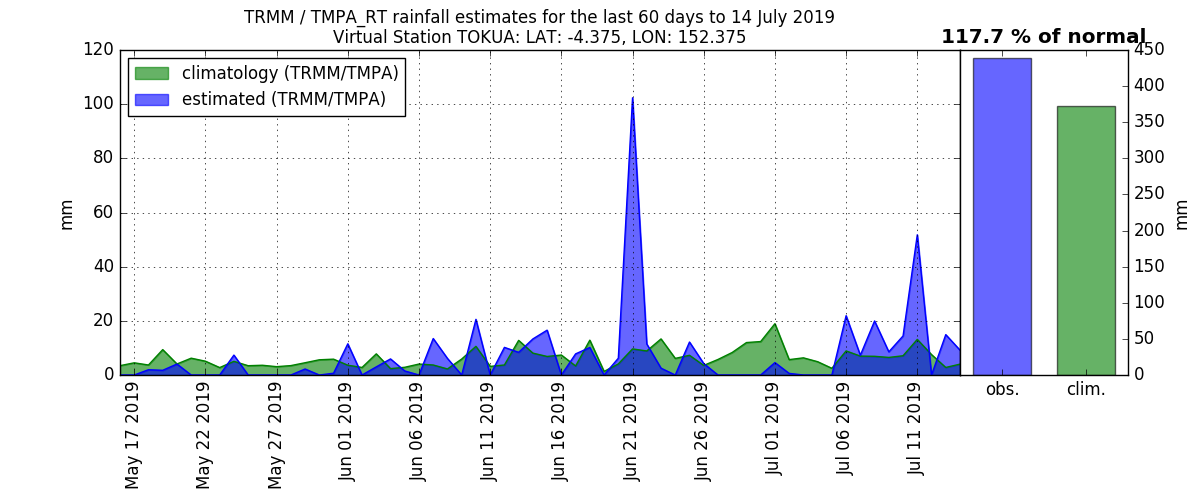 TRMM / TMPA_RT rainfall estimates for the last 60 days to 14 July 2019
Virtual Station TOKUA: LAT: -4.375, LON: 152.375
117.7 % of normal
climatology (TRMM/TMPA)
estimated (TRMM/TMPA)
mm
120
100
80
60
40
20
0
May 17 2019
May 22 2019
May 27 2019
Jun 01 2019
Jun 06 2019
Jun 11 2019
Jun 16 2019
Jun 21 2019
Jun 26 2019
Jul 01 2019
Jul 06 2019
Jul 11 2019
obs.
clim.
450
400
350
300
250
200
150
100
50
0
mm